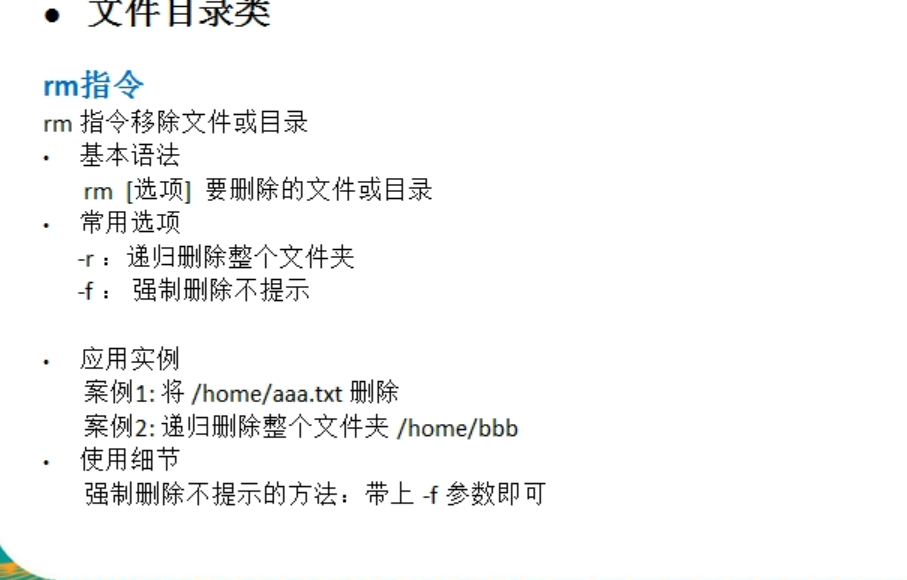 ● 文件目录类
rm指令
rm 指令移除文件或目录
• 基本语法
rm [选项] 要删除的文件或目录
• 常用选项
-r ：递归删除整个文件夹
-f ： 强制删除不提示
• 应用实例
案例1: 将 /home/aaa.txt 删除
案例2: 递归删除整个文件夹 /home/bbb
• 使用细节
强制删除不提示的方法：带上 -f 参数即可